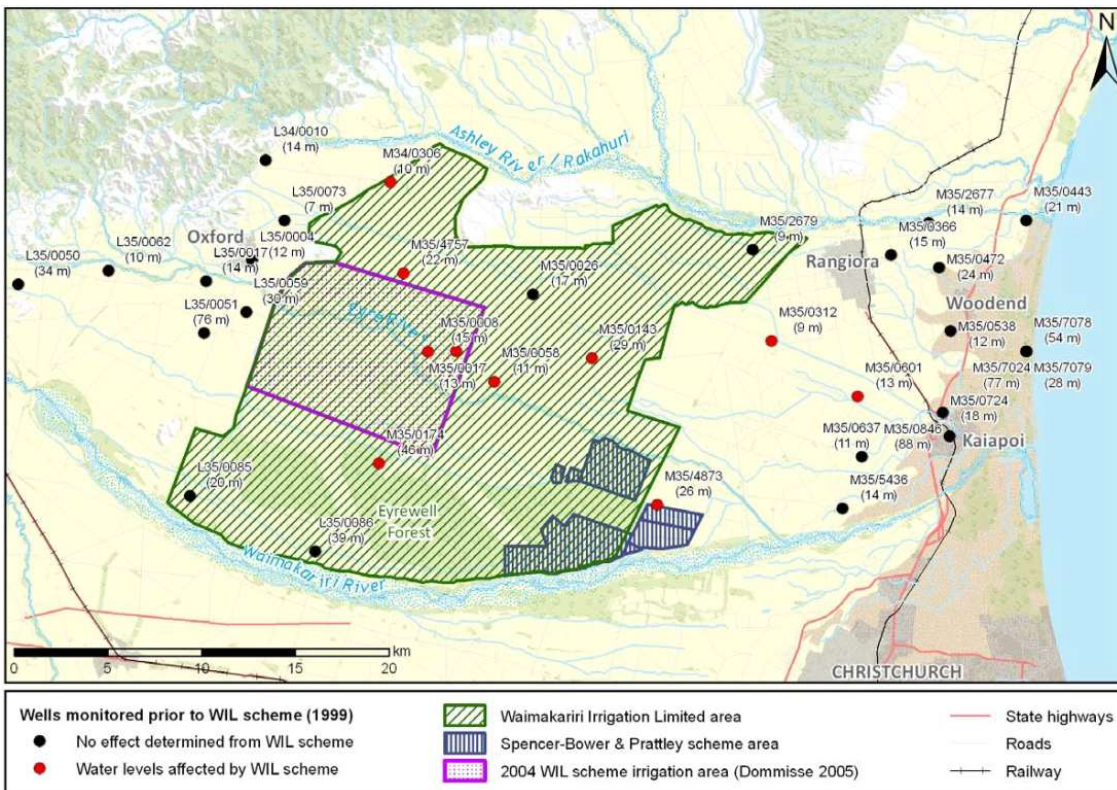 N
L34/0010
(14 m)
M34/0306
(10 m)
Ashley River / Rakahuri
L35/0073
(7 m)
Oxford
L35/0004
(12 m)
L35/0050
(34 m)
L35/0062
(10 m)
L35/0017
(14 m)
L35/0059
(30 m)
L35/0051
(76 m)
M35/4757
(22 m)
M35/0026
(17 m)
M35/2679
(9 m)
Rangiora
M35/2677
(14 m)
M35/0366
(15 m)
M35/0443
(21 m)
M35/0472
(24 m)
Woodend
Eyre River
M35/0008
(15 m)
M35/0017
(13 m)
M35/0058
(11 m)
M35/0143
(29 m)
M35/0312
(9 m)
M35/0538
(12 m)
M35/7078
(54 m)
M35/7024
(77 m)
M35/7079
(28 m)
M35/0601
(13 m)
M35/0724
(18 m)
M35/0637
(11 m)
M35/0846
(88 m)
Kaiapoi
M35/0174
(46 m)
L35/0085
(20 m)
M35/4873
(26 m)
M35/5436
(14 m)
Eyrewell
Forest
L35/0086
(39 m)
Waimakariri River
0 5 10 15 20
km
CHRISTCHURCH
Wells monitored prior to WIL scheme (1999)
No effect determined from WIL scheme
Water levels affected by WIL scheme
Waimakariri Irrigation Limited area
Spencer-Bower & Prattley scheme area
2004 WIL scheme irrigation area (Dommisse 2005)
State highways
Roads
Railway